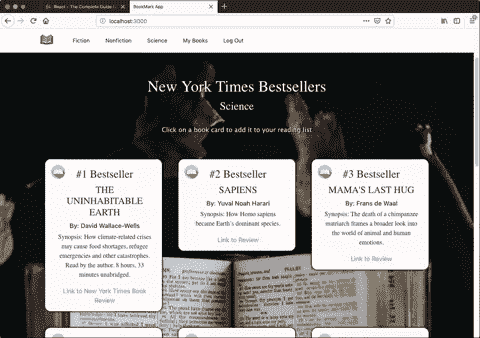 React - The Complete Guide (
BookMark App
localhost:3000
Fiction Nonfiction Science My Books Log Out
New York Times Bestsellers
Science
Click on a book card to add it to your reading list
#1 Bestseller
THE
UNINHABITABLE
EARTH
By: David Wallace-Wells
Synopsis: How climate-related crises
may cause food shortages, refugee
emergencies and other catastrophes.
Read by the author. 8 hours, 33
minutes unabridged.
Link to New York Times Book
Review
#2 Bestseller
SAPIENS
By: Yuval Noah Harari
Synopsis: How Homo sapiens
became Earth's dominant species.
Link to Review
#3 Bestseller
MAMA'S LAST HUG
By: Frans de Waal
Synopsis: The death of a chimpanzee
matriarch frames a broader look into
the world of animal and human
emotions.
Link to Review